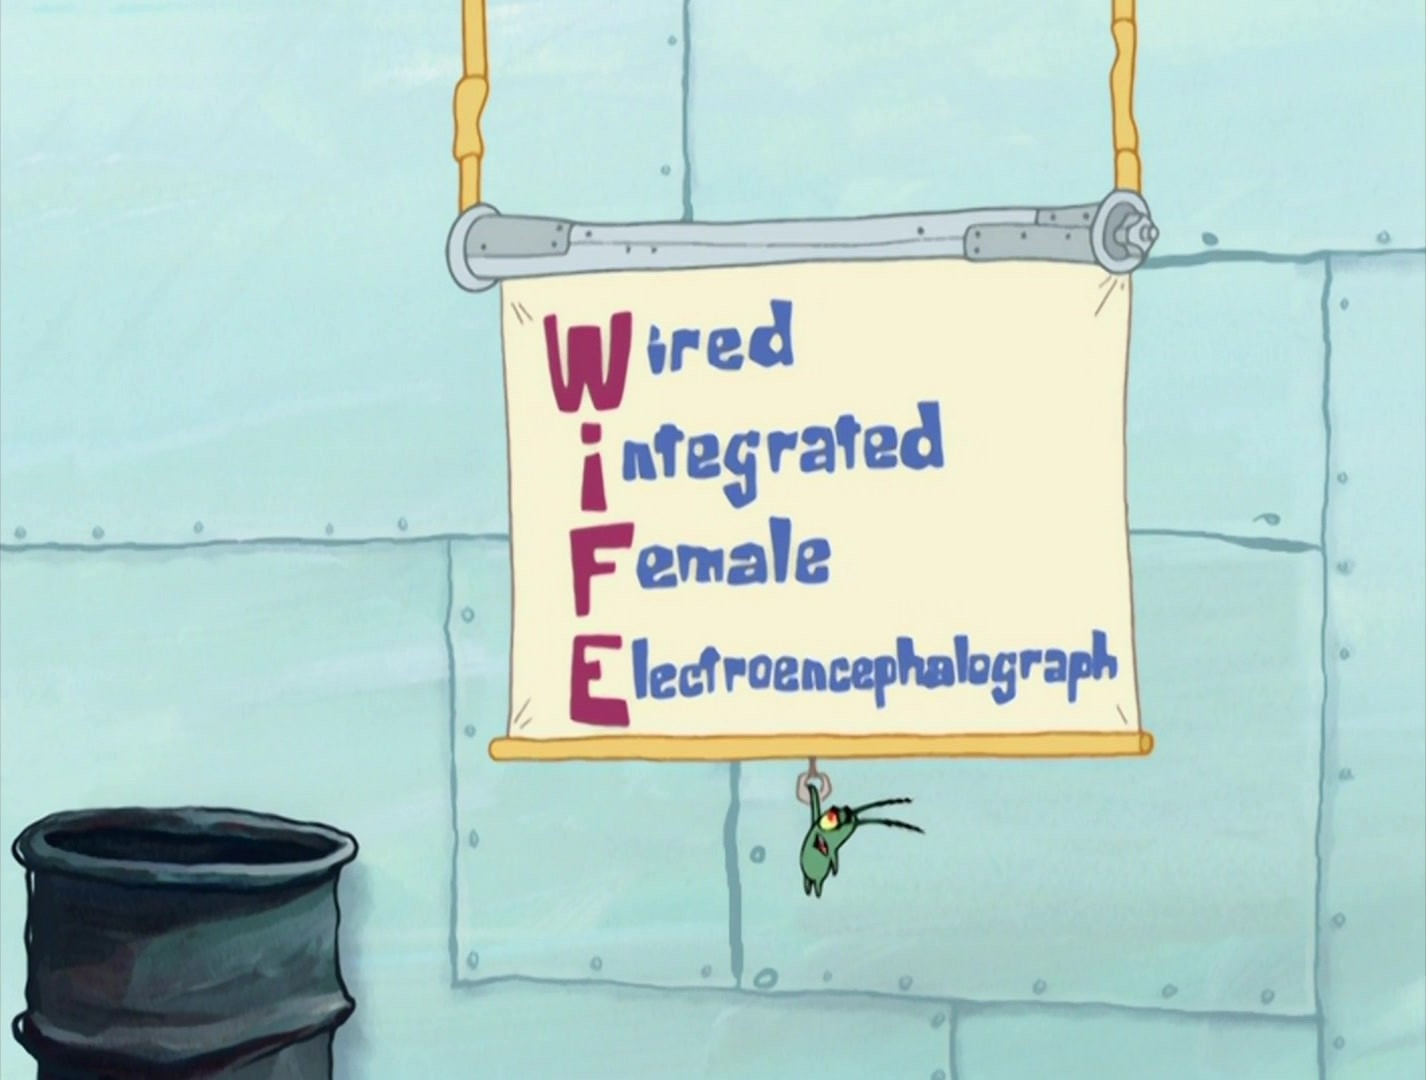 Wired
integrated
Female
Electroencephalograph